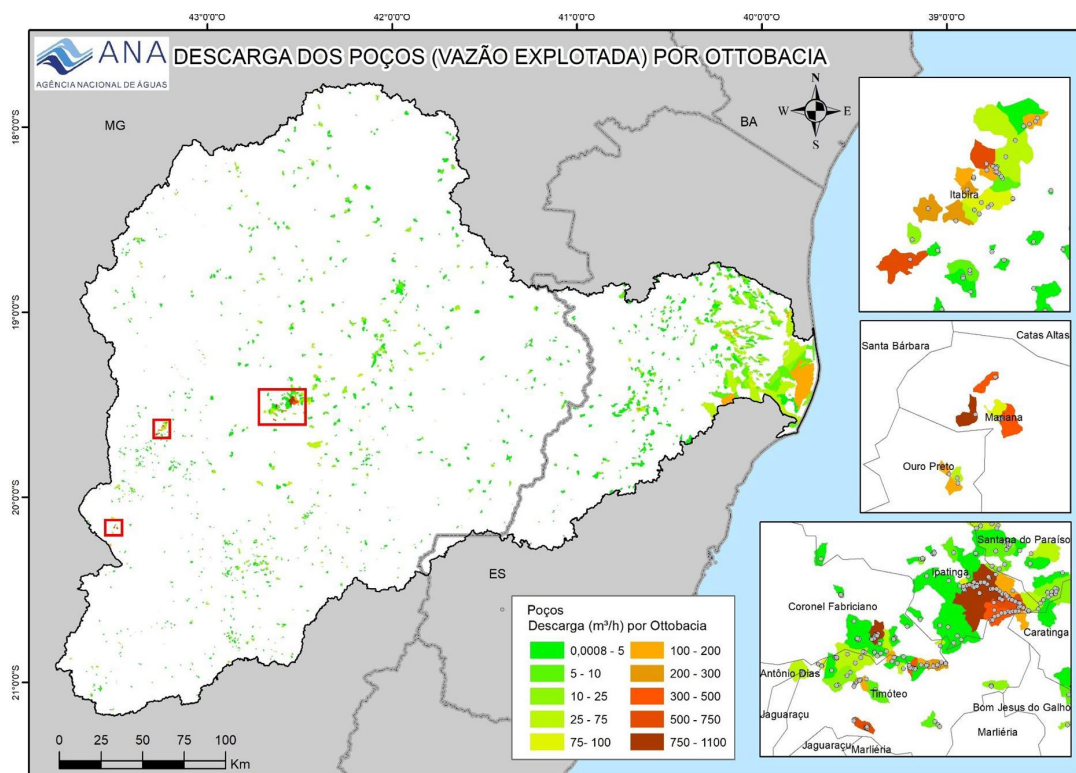 43°0'0"W 42°0'0"W 41°0'0"W 40°0'0"W 39°0'0"W
ANA
AGÊNCIA NACIONAL DE ÁGUAS
DESCARGA DOS POÇOS (VAZÃO EXPLOTADA) POR OTTOBACIA
18°0'0"S
19°0'0"S
20°0'0"S
21°0'0"S
MG
BA
ES
N
W E
S
Itabira
Catas Altas
Santa Bárbara
Mariana
Ouro Preto
Santana do Paraíso
Ipatinga
Coronel Fabriciano
Caratinga
Antônio Dias
Timóteo
Bom Jesus do Galho
Jaguaraçu
Marliéria
Jaguaraçu
Marliéria
Poços
Descarga (m³/h) por Ottobacia
0,0008 - 5 100 - 200
5 - 10 200 - 300
10 - 25 300 - 500
25 - 75 500 - 750
75- 100 750 - 1100
0 25 50 75 100
Km